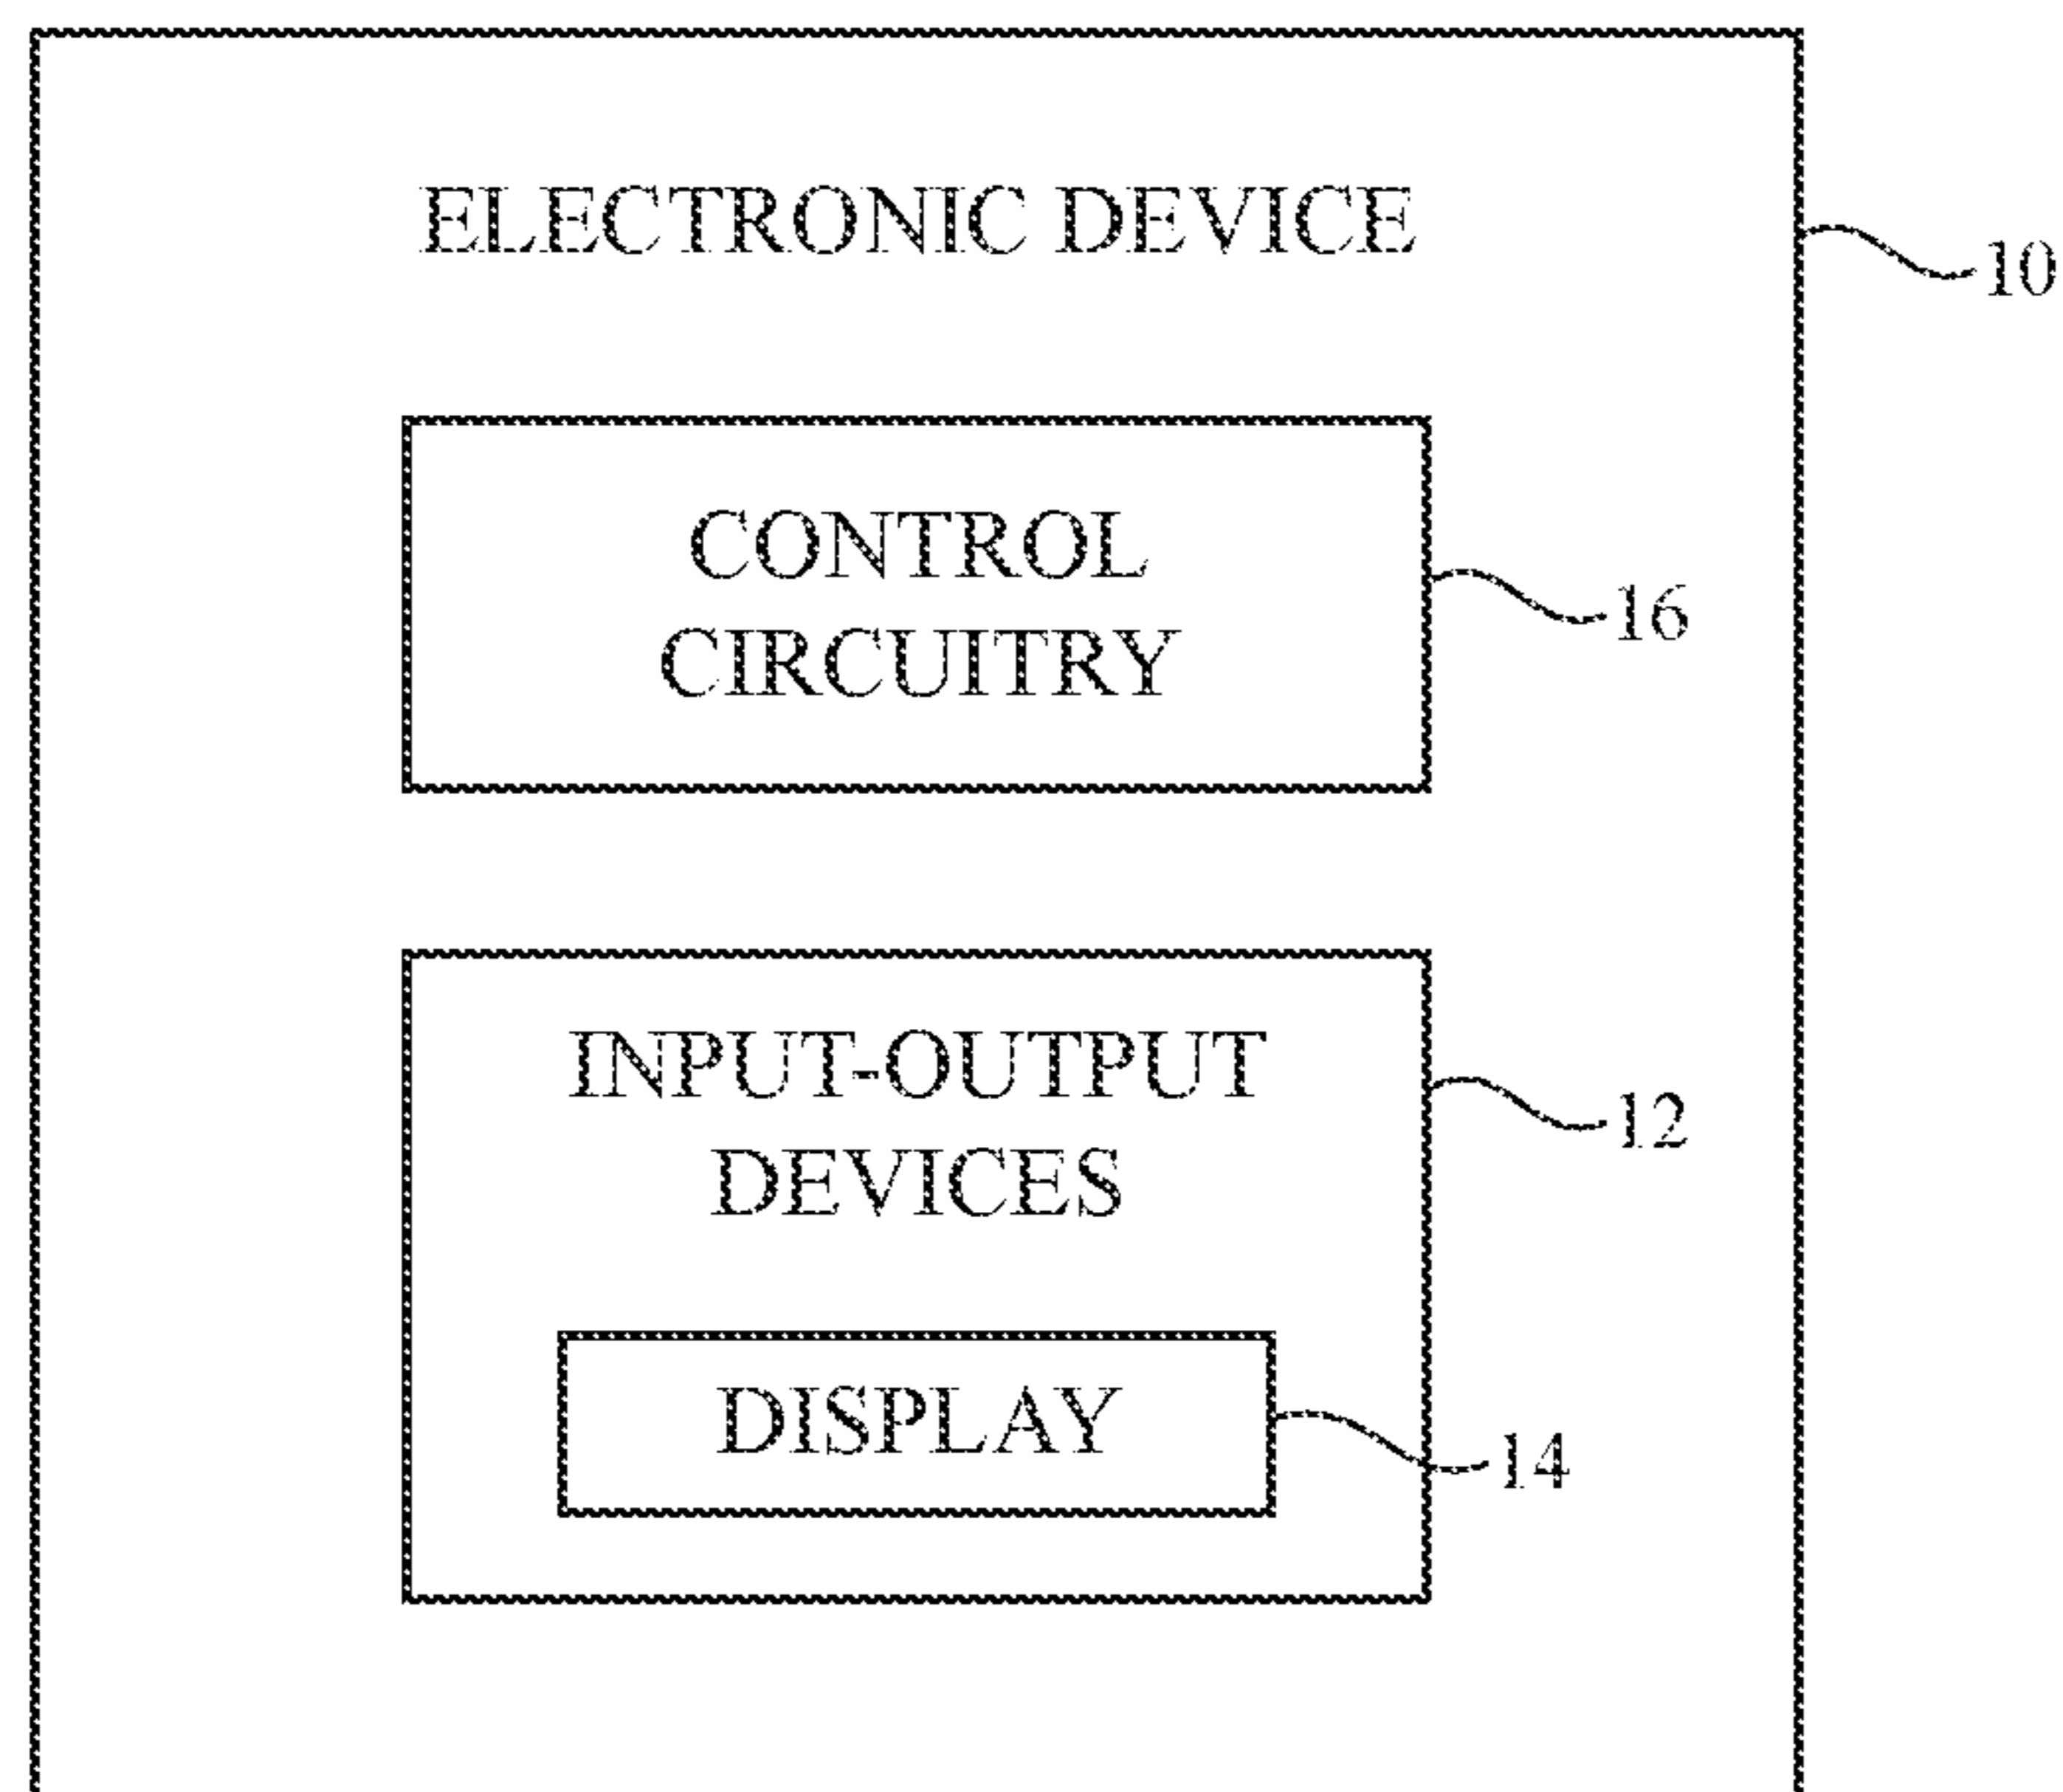 ELECTRONIC DEVICE
10
CONTROL
CIRCUITRY
16
INPUT-OUTPUT
DEVICES
12
DISPLAY
14